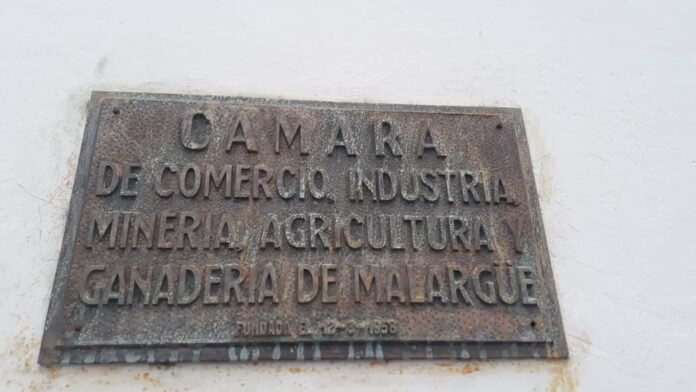 CAMARA
DE COMERCIO, INDUSTRIA,
MINERIA, AGRICULTURA Y
GANADERIA DE MALARGUE